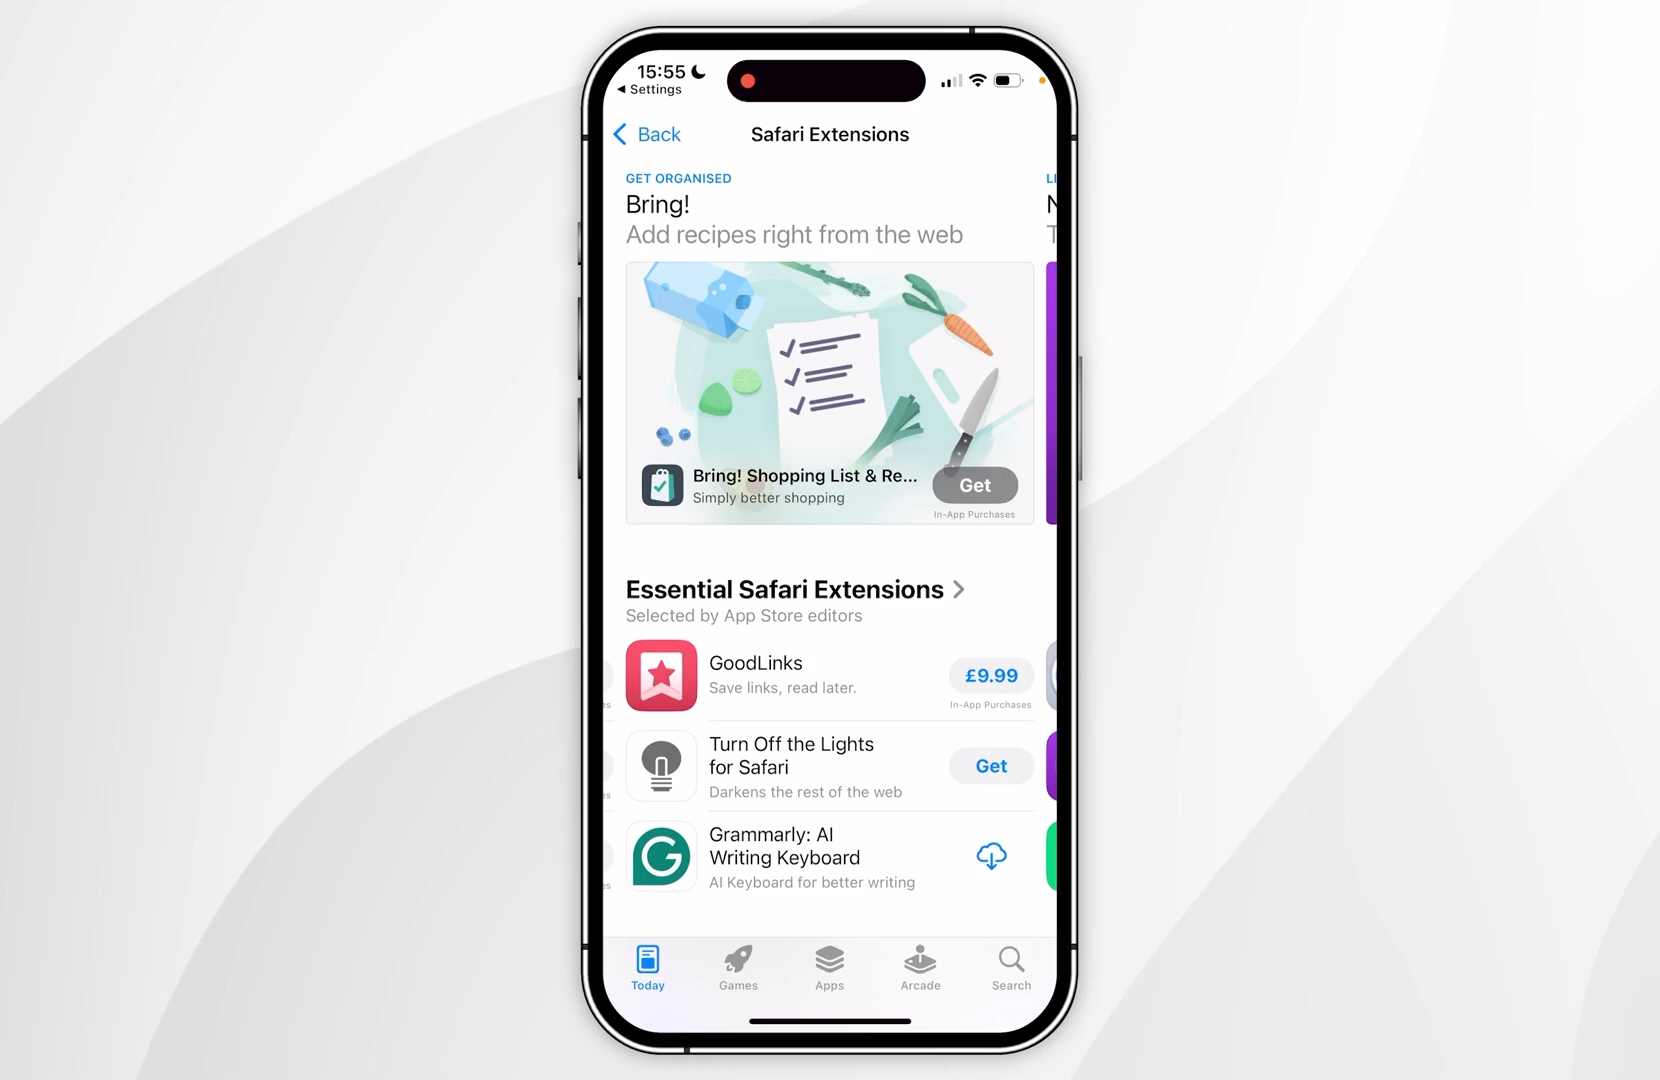 15:55
◀ Settings
Back
Safari Extensions
GET ORGANISED
Bring!
Add recipes right from the web
Bring! Shopping List & Re...
Simply better shopping
Get
In-App Purchases
Essential Safari Extensions
Selected by App Store editors
GoodLinks
Save links, read later.
£9.99
In-App Purchases
Turn Off the Lights
for Safari
Darkens the rest of the web
Get
Grammarly: AI
Writing Keyboard
AI Keyboard for better writing
Today
Games
Apps
Arcade
Search